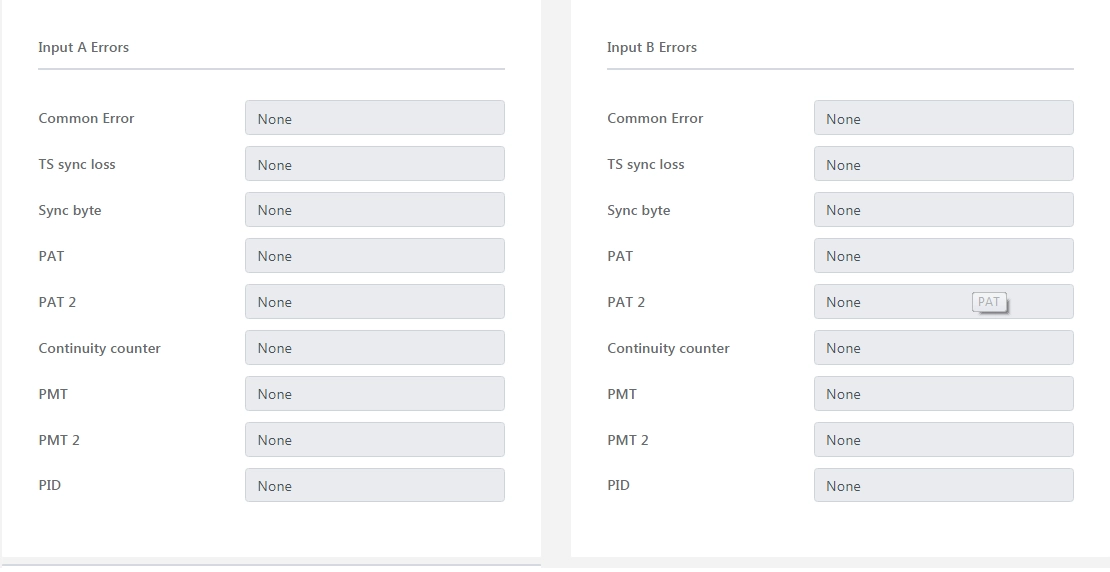 Input A Errors
Common Error None
TS sync loss None
Sync byte None
PAT None
PAT 2 None
Continuity counter None
PMT None
PMT 2 None
PID None
Input B Errors
Common Error None
TS sync loss None
Sync byte None
PAT None
PAT 2 None PAT
Continuity counter None
PMT None
PMT 2 None
PID None